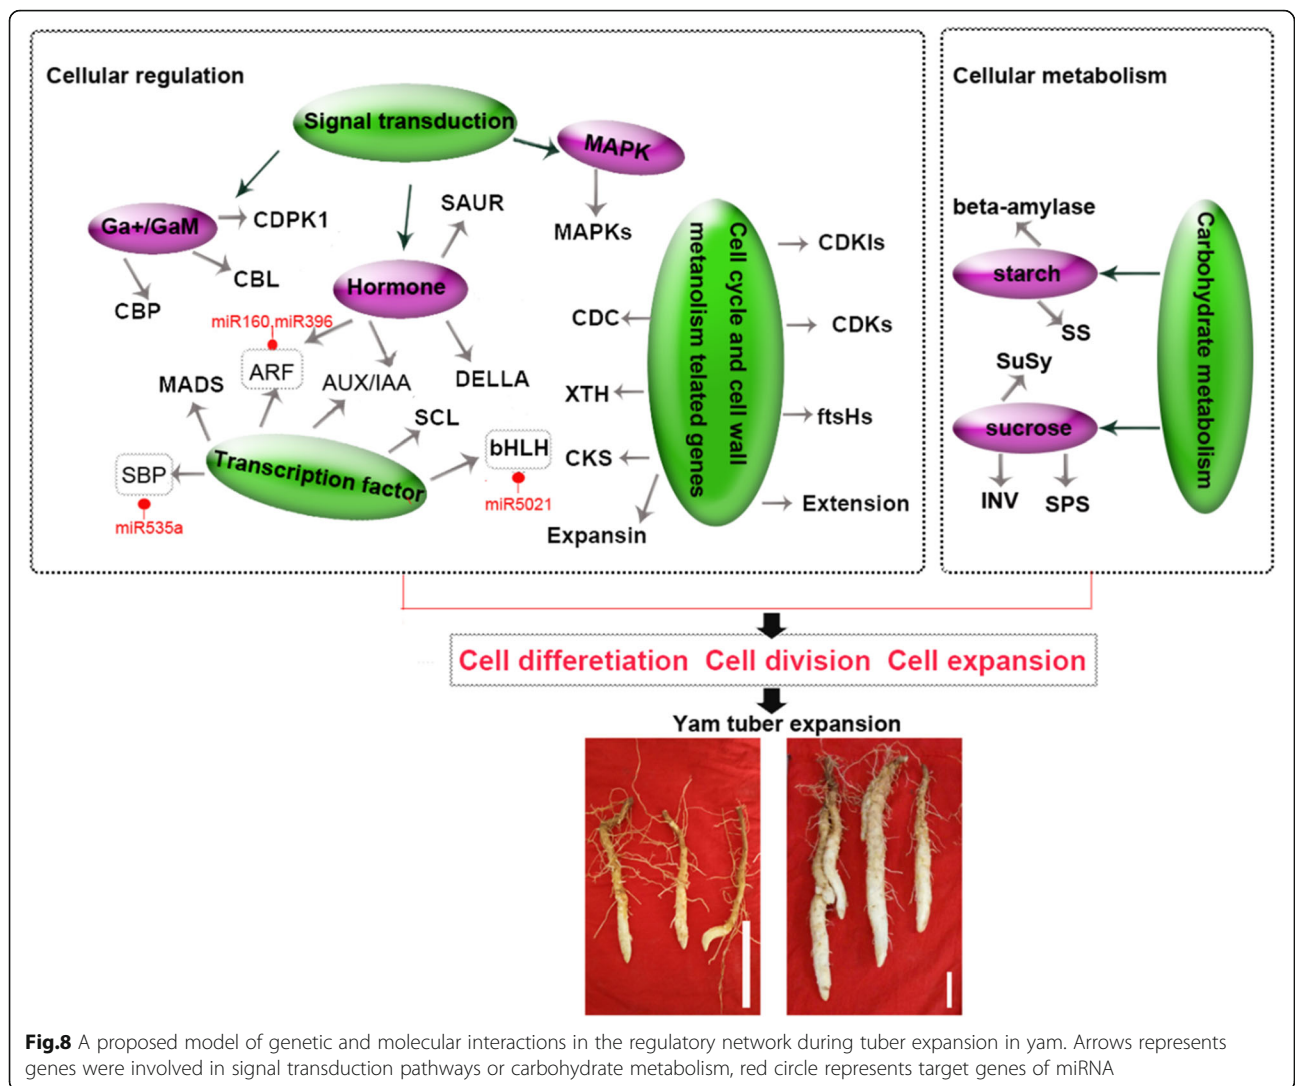 Cellular regulation
Signal transduction
MAPK
MAPKs
Ga+/GaM
CDPK1
CBL
CBP
SAUR
Hormone
miR160,miR396
ARF
AUX/IAA
DELLA
MADS
SCL
Transcription factor
SBP
miR535a
bHLH
miR5021
Cell cycle and cell wall
metanolism telated genes
CDC
XTH
CKS
Expansin
CDKIs
CDKs
ftsHs
Extension
Cellular metabolism
beta-amylase
starch
SS
SuSy
sucrose
INV
SPS
Carbohydrate metabolism
Cell differetiation Cell division Cell expansion
Yam tuber expansion
Fig.8 A proposed model of genetic and molecular interactions in the regulatory network during tuber expansion in yam. Arrows represents
genes were involved in signal transduction pathways or carbohydrate metabolism, red circle represents target genes of miRNA